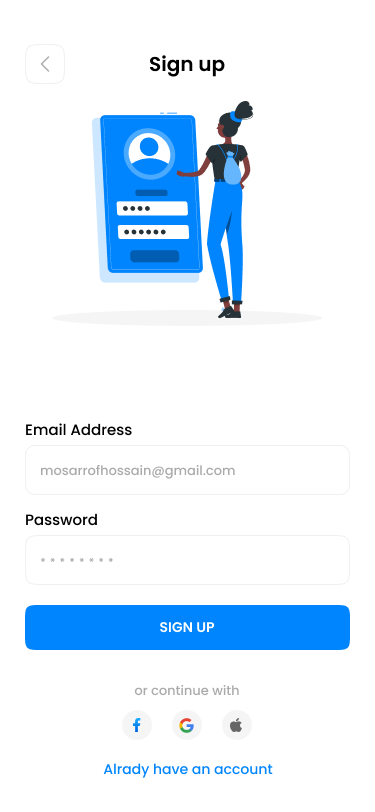 Sign up
Email Address
mosarrofhossain@gmail.com
Password
SIGN UP
or continue with
Alrady have an account